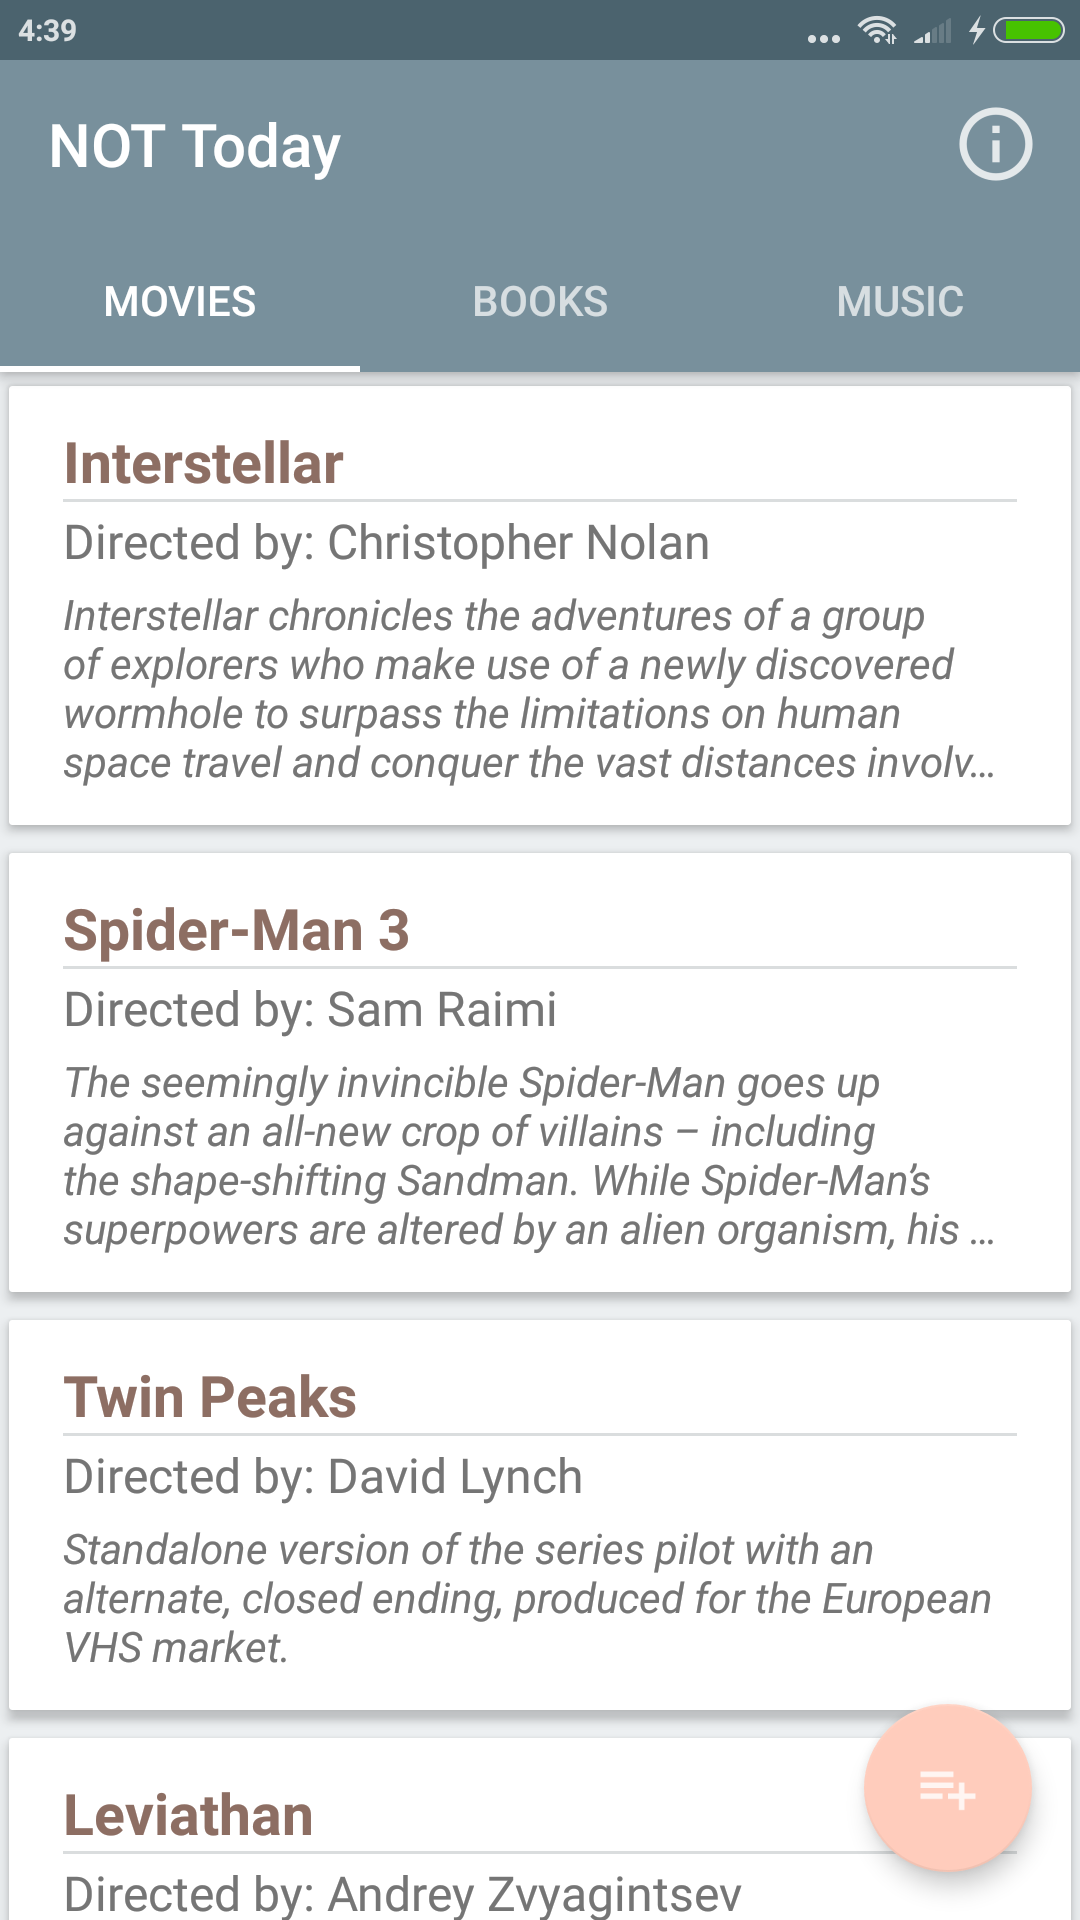 4:39
NOT Today
MOVIES BOOKS MUSIC
Interstellar
Directed by: Christopher Nolan
Interstellar chronicles the adventures of a group
of explorers who make use of a newly discovered
wormhole to surpass the limitations on human
space travel and conquer the vast distances involv…
Spider-Man 3
Directed by: Sam Raimi
The seemingly invincible Spider-Man goes up
against an all-new crop of villains – including
the shape-shifting Sandman. While Spider-Man’s
superpowers are altered by an alien organism, his …
Twin Peaks
Directed by: David Lynch
Standalone version of the series pilot with an
alternate, closed ending, produced for the European
VHS market.
Leviathan
Directed by: Andrey Zvyagintsev